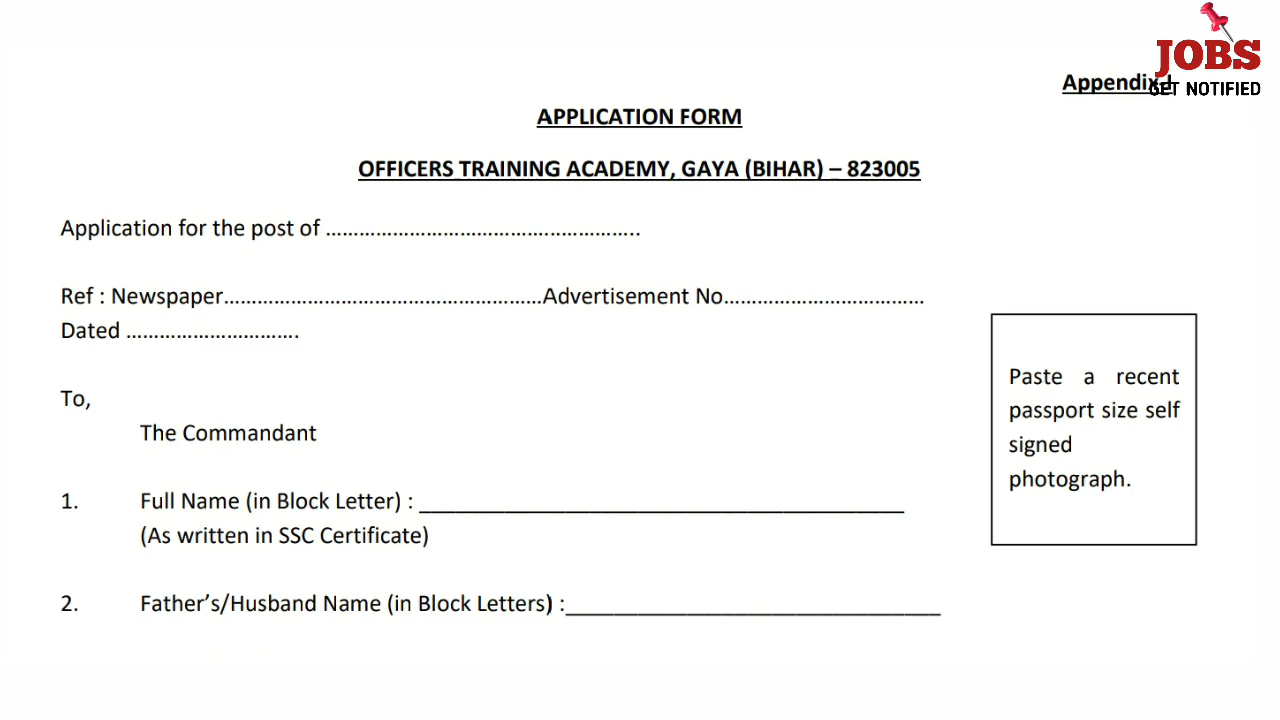 JOBS
GET NOTIFIED
Appendix-I
APPLICATION FORM
OFFICERS TRAINING ACADEMY, GAYA (BIHAR) – 823005
Application for the post of ………………………………….…………..
Ref : Newspaper…………………………………………………Advertisement No………………………………
Dated ………………………….
To,
The Commandant
Paste a recent
passport size self
signed
photograph.
1. Full Name (in Block Letter) : ________________________________________
(As written in SSC Certificate)
2. Father’s/Husband Name (in Block Letters) :_______________________________